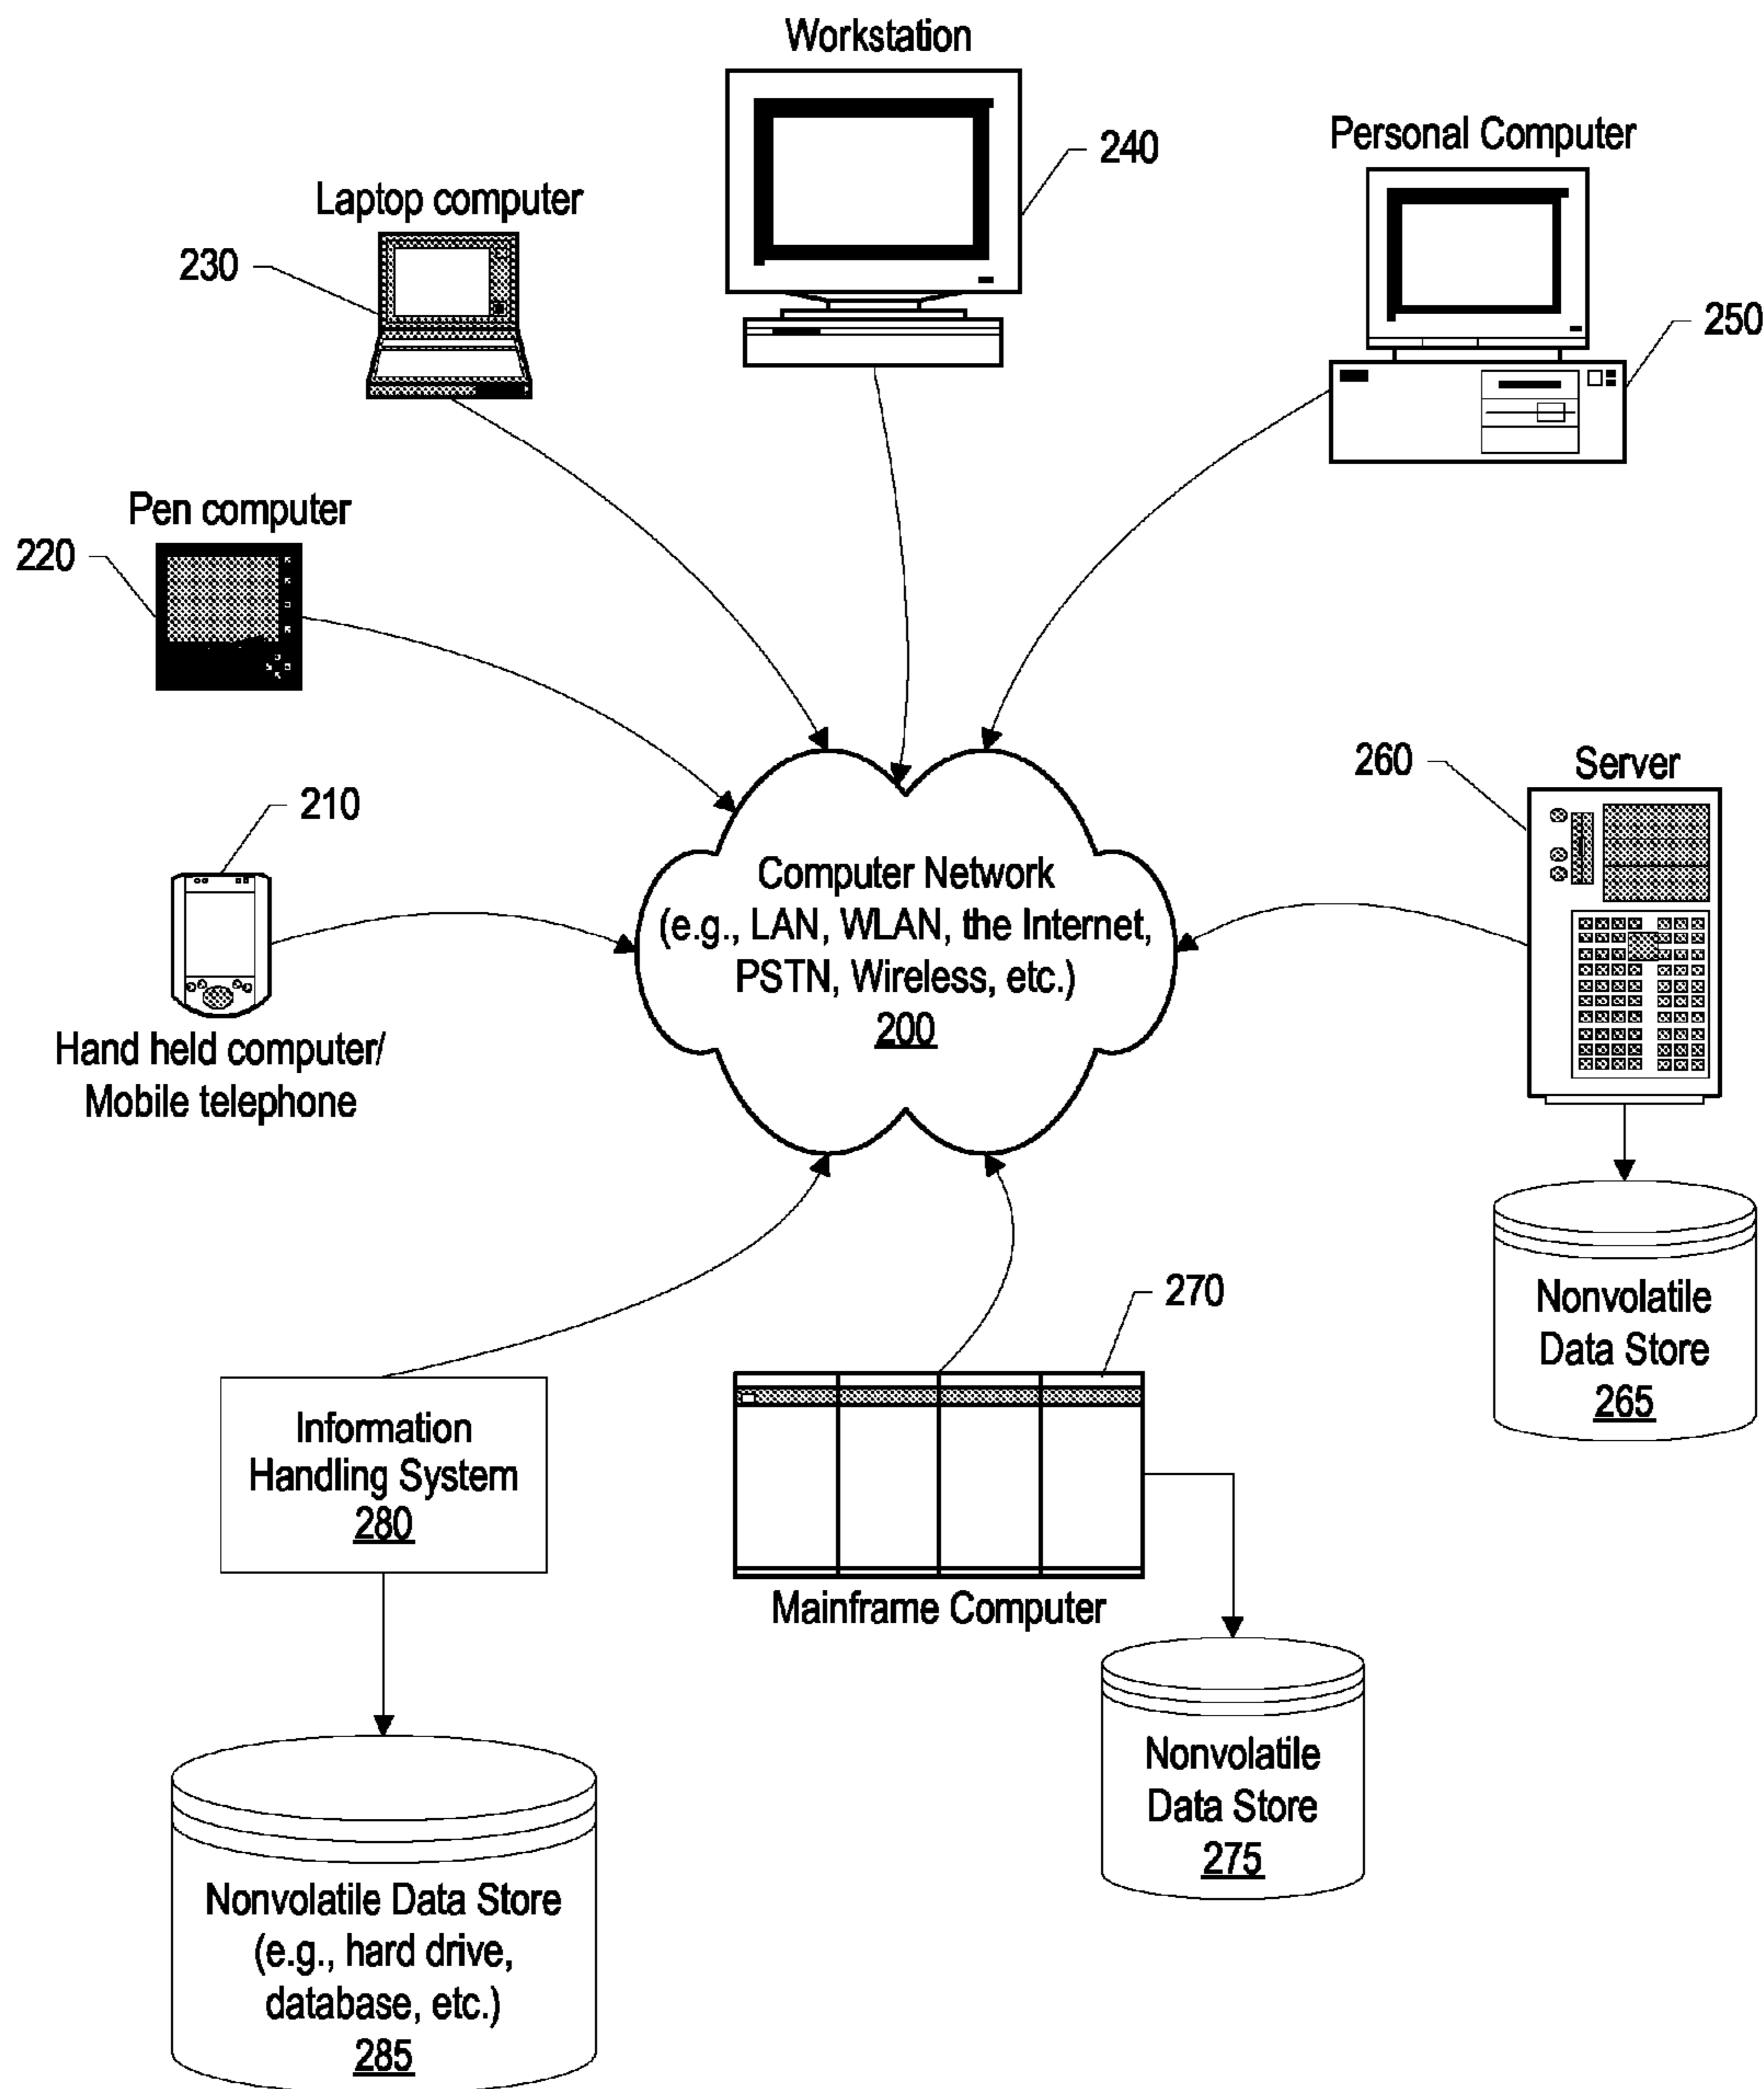 Workstation
240
Personal Computer
250
Laptop computer
230
Pen computer
220
210
Hand held computer/
Mobile telephone
Computer Network
(e.g., LAN, WLAN, the Internet,
PSTN, Wireless, etc.)
200
260
Server
Nonvolatile
Data Store
265
270
Mainframe Computer
Nonvolatile
Data Store
275
Information
Handling System
280
Nonvolatile Data Store
(e.g., hard drive,
database, etc.)
285